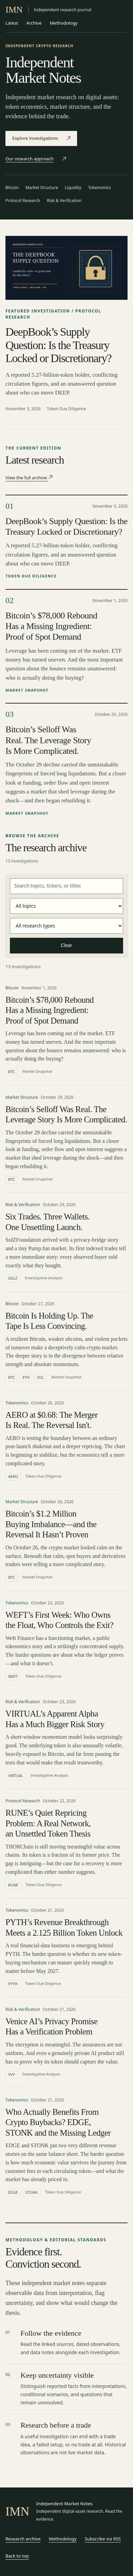 IMN
Independent research journal
Latest
Archive
Methodology
INDEPENDENT CRYPTO RESEARCH
Independent
Market Notes
Independent market research on digital assets:
token economics, market structure, and the
evidence behind the trade.
Explore investigations
Our research approach
Bitcoin
Market Structure
Liquidity
Tokenomics
Protocol Research
Risk & Verification
THE DEEPBOOK
SUPPLY QUESTION
FEATURED INVESTIGATION / PROTOCOL
RESEARCH
DeepBook’s Supply
Question: Is the Treasury
Locked or Discretionary?
A reported 5.27-billion-token holder, conflicting
circulation figures, and an unanswered question
about who can move DEEP.
November 3, 2026
Token Due Diligence
THE CURRENT EDITION
Latest research
View the full archive
01
November 3, 2026
DeepBook’s Supply Question: Is the
Treasury Locked or Discretionary?
A reported 5.27-billion-token holder, conflicting
circulation figures, and an unanswered question
about who can move DEEP.
TOKEN DUE DILIGENCE
02
November 1, 2026
Bitcoin’s $78,000 Rebound
Has a Missing Ingredient:
Proof of Spot Demand
Leverage has been coming out of the market. ETF
money has turned uneven. And the most important
question around the bounce remains unanswered:
who is actually doing the buying?
MARKET SNAPSHOT
03
October 29, 2026
Bitcoin’s Selloff Was
Real. The Leverage Story
Is More Complicated.
The October 29 decline carried the unmistakable
fingerprints of forced long liquidations. But a closer
look at funding, order flow and open interest
suggests a market that shed leverage during the
shock—and then began rebuilding it.
MARKET SNAPSHOT
BROWSE THE ARCHIVE
The research archive
13 investigations
Search topics, tickers, or titles
All topics
All research types
Clear
13 investigations
Bitcoin
November 1, 2026
Bitcoin’s $78,000 Rebound
Has a Missing Ingredient:
Proof of Spot Demand
Leverage has been coming out of the market. ETF
money has turned uneven. And the most important
question around the bounce remains unanswered: who is
actually doing the buying?
BTC
Market Snapshot
Market Structure
October 29, 2026
Bitcoin’s Selloff Was Real. The
Leverage Story Is More Complicated.
The October 29 decline carried the unmistakable
fingerprints of forced long liquidations. But a closer look
at funding, order flow and open interest suggests a
market that shed leverage during the shock—and then
began rebuilding it.
BTC
Market Snapshot
Risk & Verification
October 29, 2026
Six Trades. Three Wallets.
One Unsettling Launch.
SolZFoundation arrived with a privacy-bridge story and
a tiny Pump.fun market. Its first indexed trades tell a
more immediate story: every observed buyer sold
exactly what they bought.
SOLZ
Investigative Analysis
Bitcoin
October 27, 2026
Bitcoin Is Holding Up. The
Tape Is Less Convincing.
A resilient Bitcoin, weaker altcoins, and violent pockets
of turnover make a deceptively calm crypto market.
The deeper story is the divergence between relative
strength and absolute momentum.
BTC
ETH
SOL
Market Snapshot
Tokenomics
October 26, 2026
AERO at $0.68: The Merger
Is Real. The Reversal Isn't.
AERO is testing the boundary between an ordinary
post-merger launch and a deeper repricing. The chart is
starting to stabilize, but the economics still tell a more
complicated story.
AERO
Token Due Diligence
Market Structure
October 26, 2026
Bitcoin’s $1.2 Million
Buying Imbalance—and the
Reversal It Hasn’t Proven
On October 26, the crypto market looked calm on the
surface. Beneath that calm, spot buyers and derivatives
traders were telling a more conditional story.
BTC
Market Snapshot
Tokenomics
October 23, 2026
WEFT’s First Week: Who Owns
the Float, Who Controls the Exit?
Weft Finance has a functioning market, a public
tokenomics story and a strikingly concentrated supply.
The harder questions are about what the ledger proves
—and what it doesn’t.
WEFT
Token Due Diligence
Risk & Verification
October 23, 2026
VIRTUAL’s Apparent Alpha
Has a Much Bigger Risk Story
A short-window momentum model looks surprisingly
good. The underlying token is also unusually volatile,
heavily exposed to Bitcoin, and far from passing the
tests that would make that result trustworthy.
VIRTUAL
Investigative Analysis
Protocol Research
October 22, 2026
RUNE’s Quiet Repricing
Problem: A Real Network,
an Unsettled Token Thesis
THORChain is still moving meaningful value across
blockchains. Its token is a fraction of its former price. The
gap is intriguing—but the case for a recovery is more
complicated than either number suggests.
RUNE
Token Due Diligence
Tokenomics
October 21, 2026
PYTH’s Revenue Breakthrough
Meets a 2.125 Billion Token Unlock
A real financial-data business is emerging behind
PYTH. The harder question is whether its new token-
buying mechanism can outpace the supply waiting to
enter the market before May 2027.
PYTH
Token Due Diligence
Risk & Verification
October 21, 2026
Venice AI’s Privacy Promise
Has a Verification Problem
The encryption is meaningful. The assurances are
uneven. And even a genuinely private AI may leave users
unable to prove why its token should capture the value.
VVV
Investigative Analysis
Tokenomics
October 21, 2026
Who Actually Benefits From
Crypto Buybacks? EDGE,
STONK and the Missing Ledger
EDGE and STONK put two very different buyback
stories on the same economic map. The harder question
is how much money can be traced the entire journey from
customer fees to each circulating token—and what the
data has already priced in.
EDGE
STONK
Token Due Diligence
METHODOLOGY & EDITORIAL STANDARDS
Evidence first.
Conviction second.
These independent market notes separate
observable data from interpretation, flag
uncertainty, and show what would change the
thesis.
01
Follow the evidence
Read the linked sources, dated observations,
and data notes alongside each investigation.
02
Keep uncertainty visible
Distinguish reported facts from interpretations,
conditional scenarios, and questions that
remain unanswered.
03
Research before a trade
A useful investigation can end with a trade
idea, a failed setup, or no trade at all. Historical
observations are not live market data.
IMN
Independent Market Notes
Independent digital-asset research. Read the
evidence.
Research archive
Methodology
Subscribe via RSS
Back to top